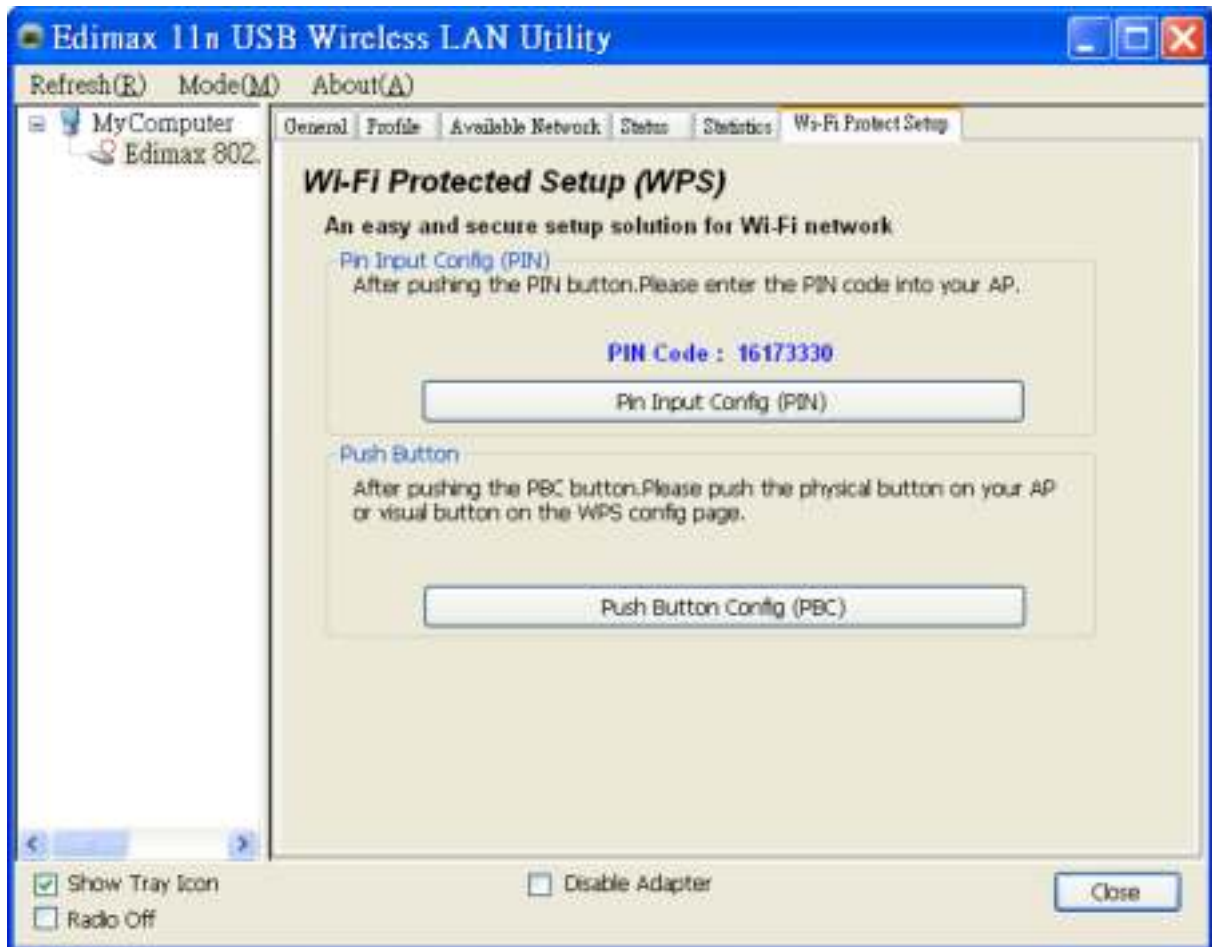 Edimax 11n USB Wireless LAN Utility
Refresh(R) Mode(M) About(A)
MyComputer
Edimax 802.
General Profile Available Network Status Statistics Wi-Fi Protect Setup
Wi-Fi Protected Setup (WPS)
An easy and secure setup solution for Wi-Fi network
Pin Input Config (PIN)
After pushing the PIN button.Please enter the PIN code into your AP.
PIN Code : 16173330
Pin Input Config (PIN)
Push Button
After pushing the PBC button.Please push the physical button on your AP
or visual button on the WPS config page.
Push Button Config (PBC)
Show Tray Icon
Disable Adapter
Close
Radio Off